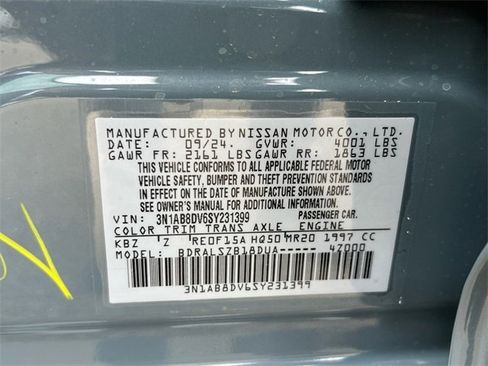 MANUFACTURED BY NISSAN MOTOR CO., LTD.
DATE: 09/24. GVWR: 4001 LBS
GAWR FR: 2161 LBS GAWR RR: 1863 LBS
THIS VEHICLE CONFORMS TO ALL APPLICABLE FEDERAL MOTOR
VEHICLE SAFETY, BUMPER AND THEFT PREVENTION STANDARDS
IN EFFECT ON THE DATE OF MANUFACTURE SHOWN ABOVE.
SEE OWNER'S MANUAL FOR ADDITIONAL INFORMATION.
VIN: 3N1AB8DV6SY231399 PASSENGER CAR.
COLOR TRIM TRANS AXLE ENGINE
KBZ Z RE0F15A HQ50 MR20 1997 CC
MODEL: BDRALSZB18DUA----- 47000
3N1AB8DV6SY231399